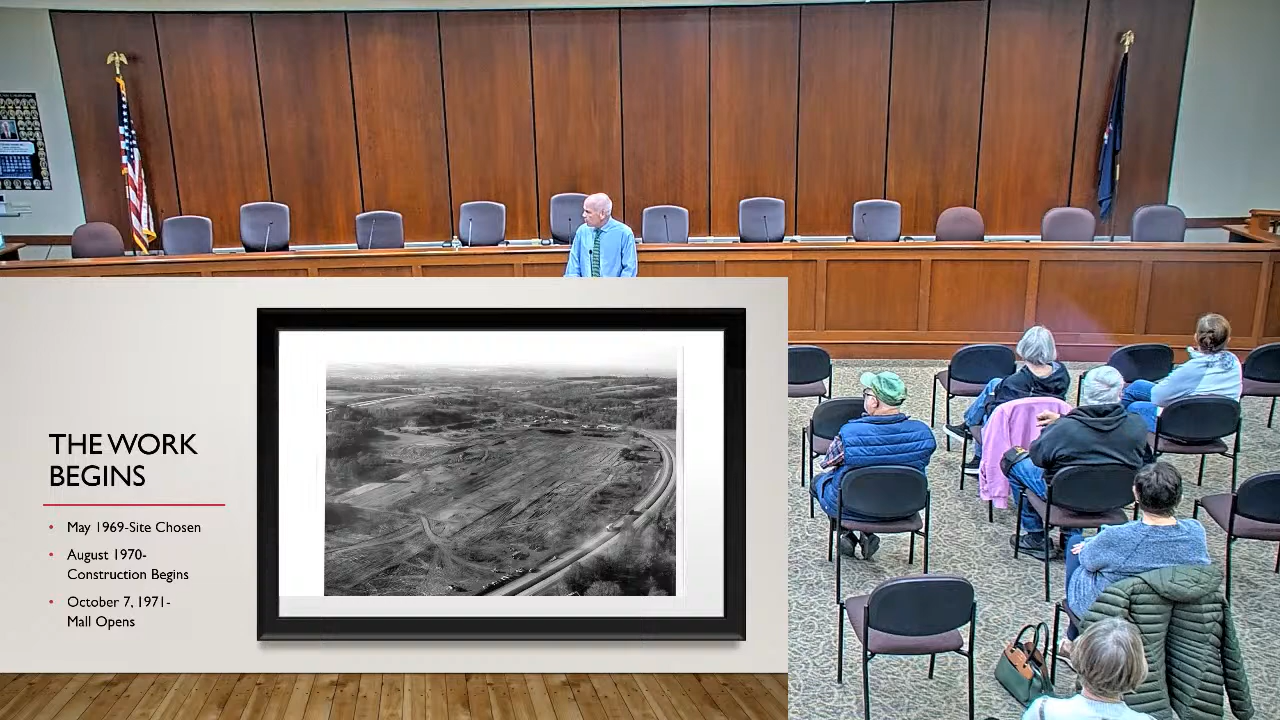 THE WORK
BEGINS
• May 1969-Site Chosen
• August 1970-
Construction Begins
• October 7, 1971-
Mall Opens